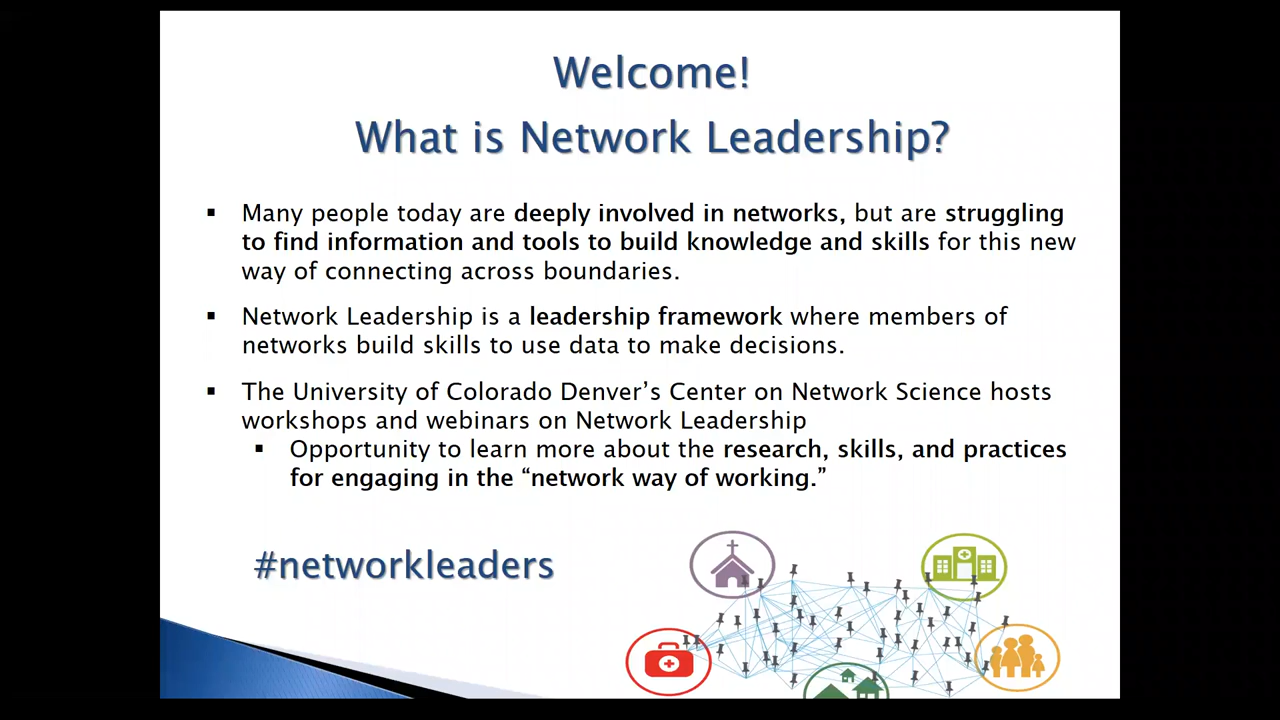 Welcome!
What is Network Leadership?
▪ Many people today are deeply involved in networks, but are struggling
to find information and tools to build knowledge and skills for this new
way of connecting across boundaries.
▪ Network Leadership is a leadership framework where members of
networks build skills to use data to make decisions.
▪ The University of Colorado Denver’s Center on Network Science hosts
workshops and webinars on Network Leadership
▪ Opportunity to learn more about the research, skills, and practices
for engaging in the “network way of working.”
#networkleaders